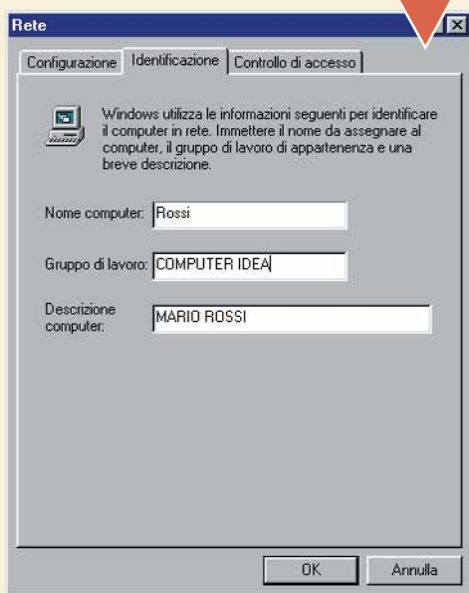 Rete
Configurazione Identificazione Controllo di accesso
Windows utilizza le informazioni seguenti per identificare
il computer in rete. Immettere il nome da assegnare al
computer, il gruppo di lavoro di appartenenza e una
breve descrizione.
Nome computer: Rossi
Gruppo di lavoro: COMPUTER IDEA
Descrizione
computer: MARIO ROSSI
OK Annulla